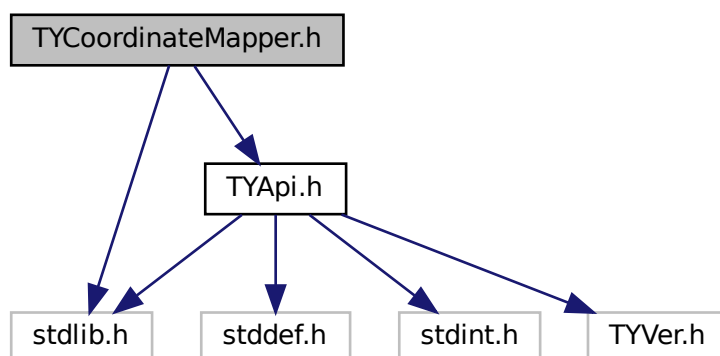 TYCoordinateMapper.h
TYApi.h
stdlib.h
stddef.h
stdint.h
TYVer.h